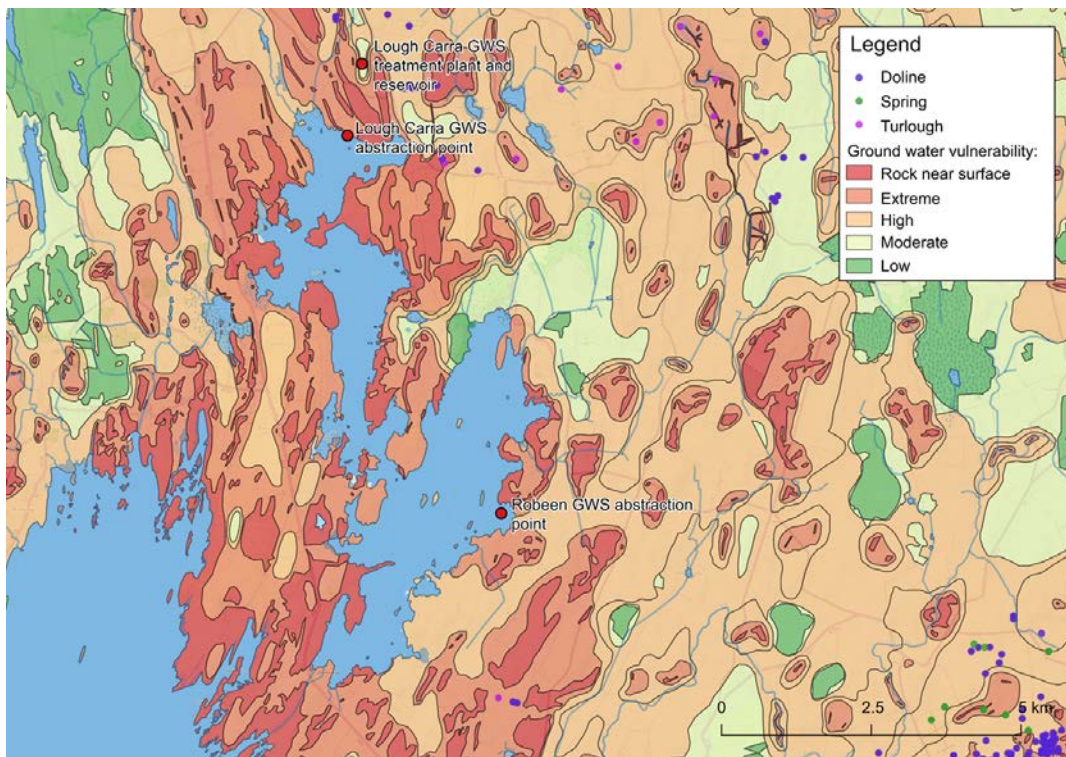 Lough Carra GWS
treatment plant and
reservoir
Lough Carra GWS
abstraction point
Robeen GWS abstraction
point
Legend
Doline
Spring
Turlough
Ground water vulnerability:
Rock near surface
Extreme
High
Moderate
Low
0 2.5 5 km